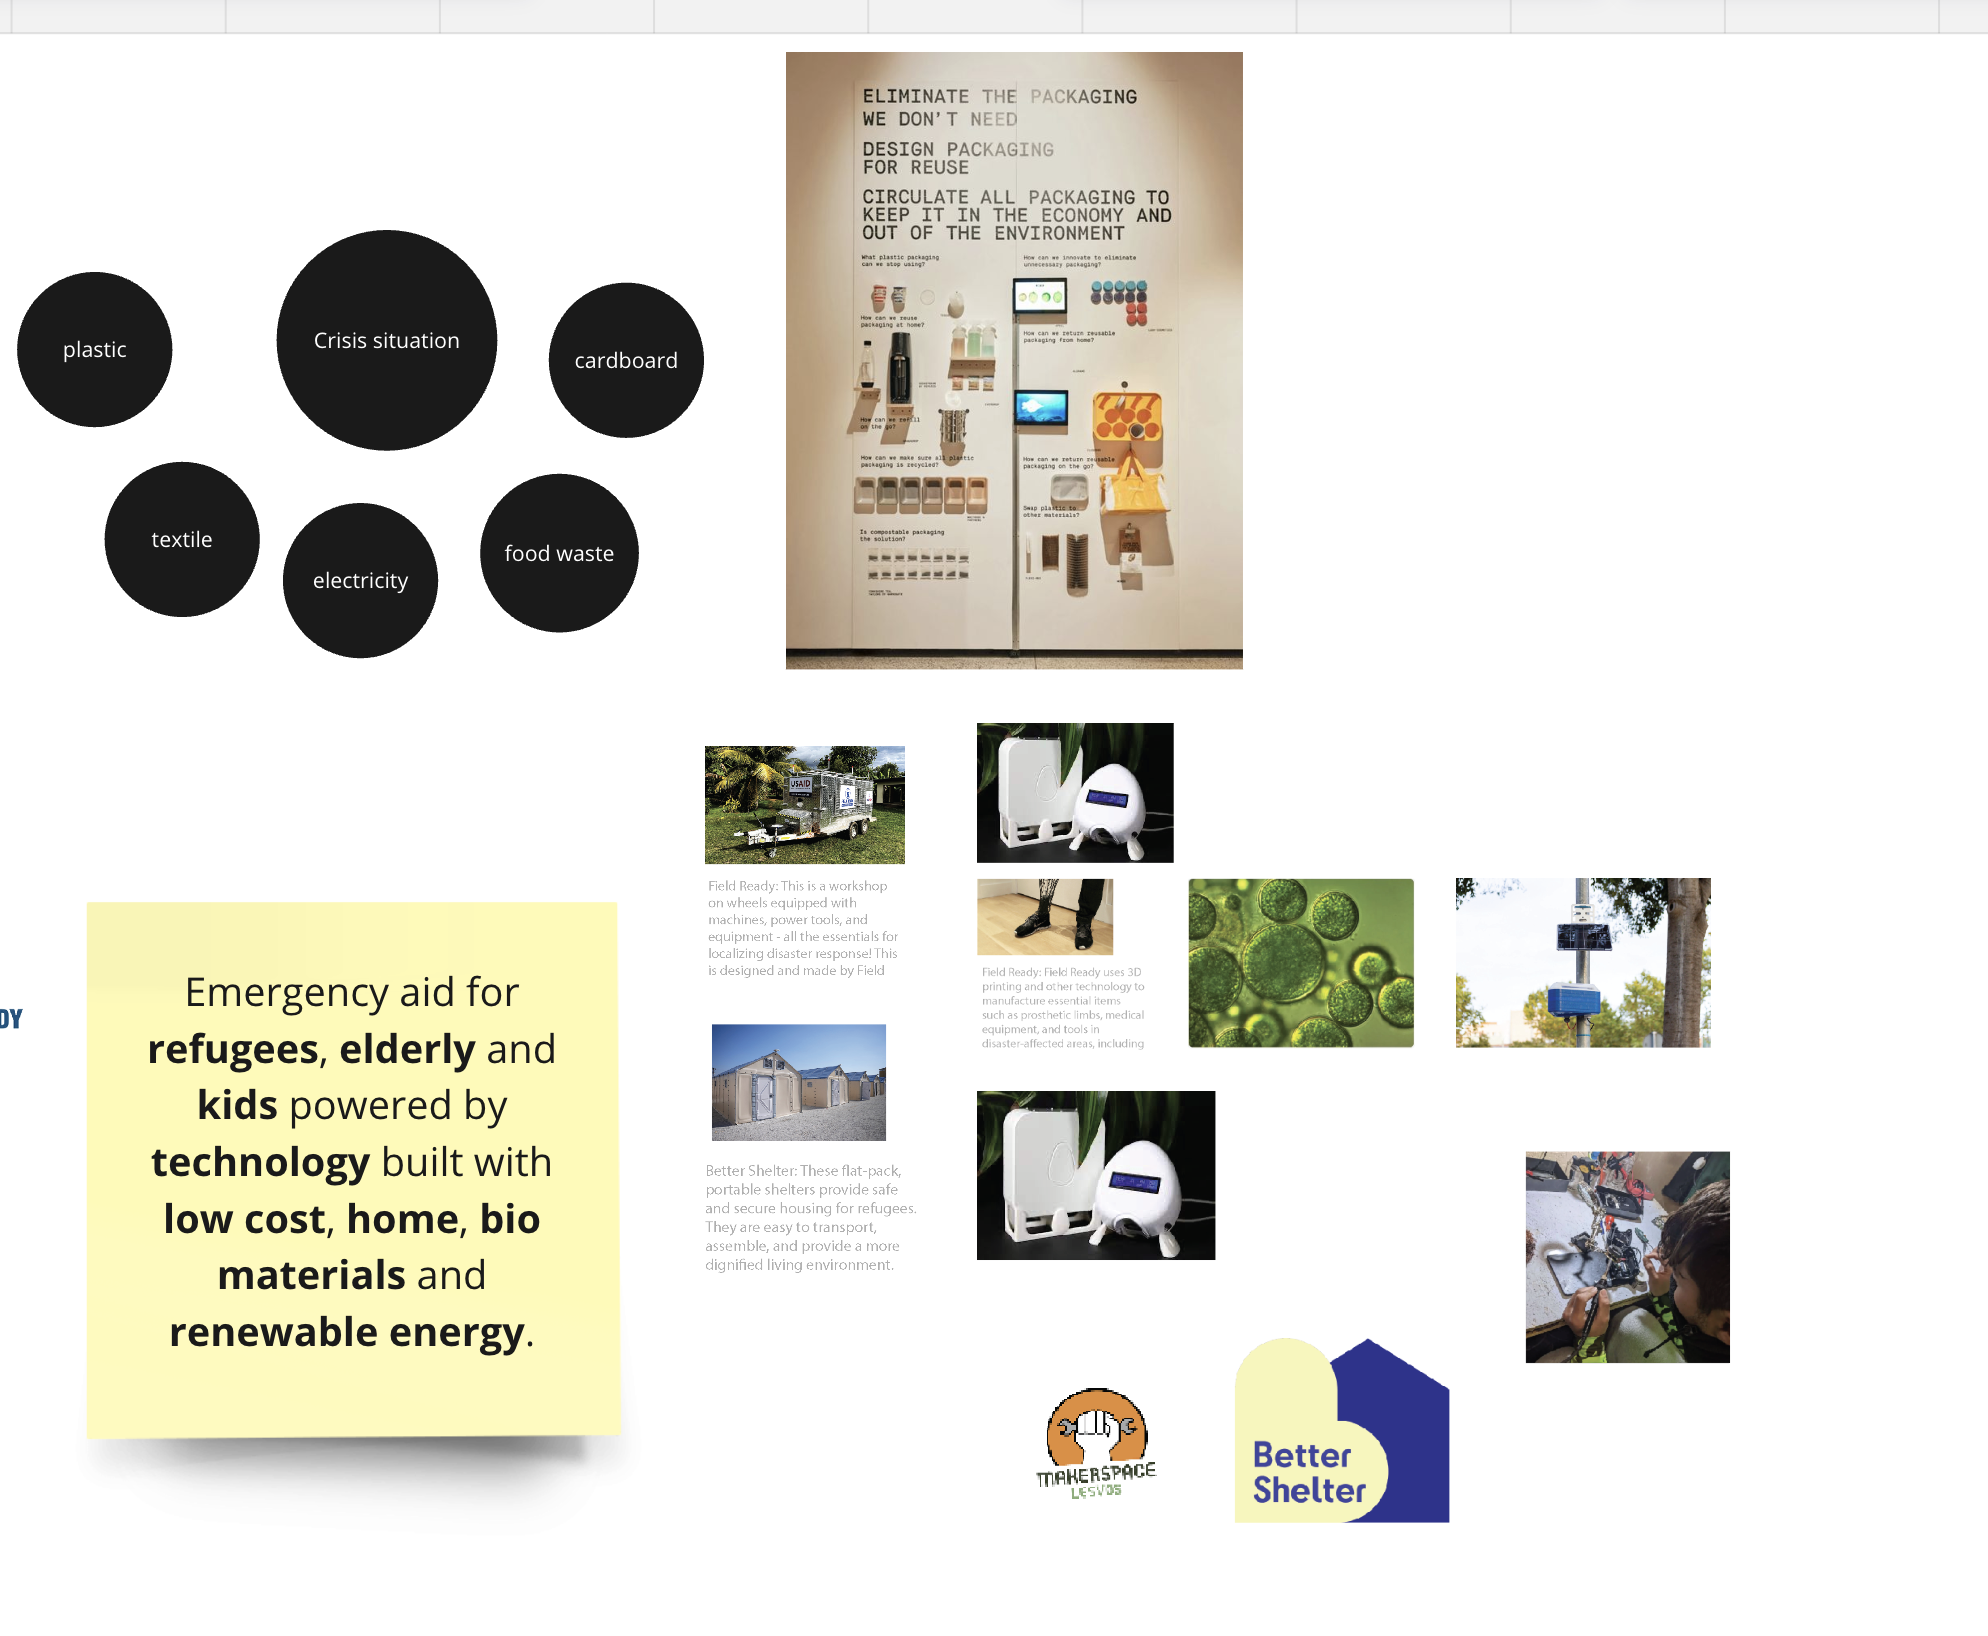 plastic
Crisis situation
cardboard
textile
electricity
food waste
ELIMINATE THE PACKAGING
WE DON'T NEED
DESIGN PACKAGING
FOR REUSE
CIRCULATE ALL PACKAGING TO
KEEP IT IN THE ECONOMY AND
OUT OF THE ENVIRONMENT
What plastic packaging
can we stop using?
How can we innovate to eliminate
unnecessary packaging?
How can we reuse
packaging at home?
How can we return reusable
packaging from home?
How can we refill
on the go?
How can we make sure all plastic
packaging is recycled?
How can we return reusable
packaging on the go?
Swap plastic to
other materials?
Is compostable packaging
the solution?
USAID
Field Ready: This is a workshop
on wheels equipped with
machines, power tools, and
equipment - all the essentials for
localizing disaster response! This
is designed and made by Field
Field Ready: Field Ready uses 3D
printing and other technology to
manufacture essential items
such as prosthetic limbs, medical
equipment, and tools in
disaster-affected areas, including
DY
Emergency aid for
refugees, elderly and
kids powered by
technology built with
low cost, home, bio
materials and
renewable energy.
Better Shelter: These flat-pack,
portable shelters provide safe
and secure housing for refugees.
They are easy to transport,
assemble, and provide a more
dignified living environment.
MAKERSPACE
LESVOS
Better
Shelter